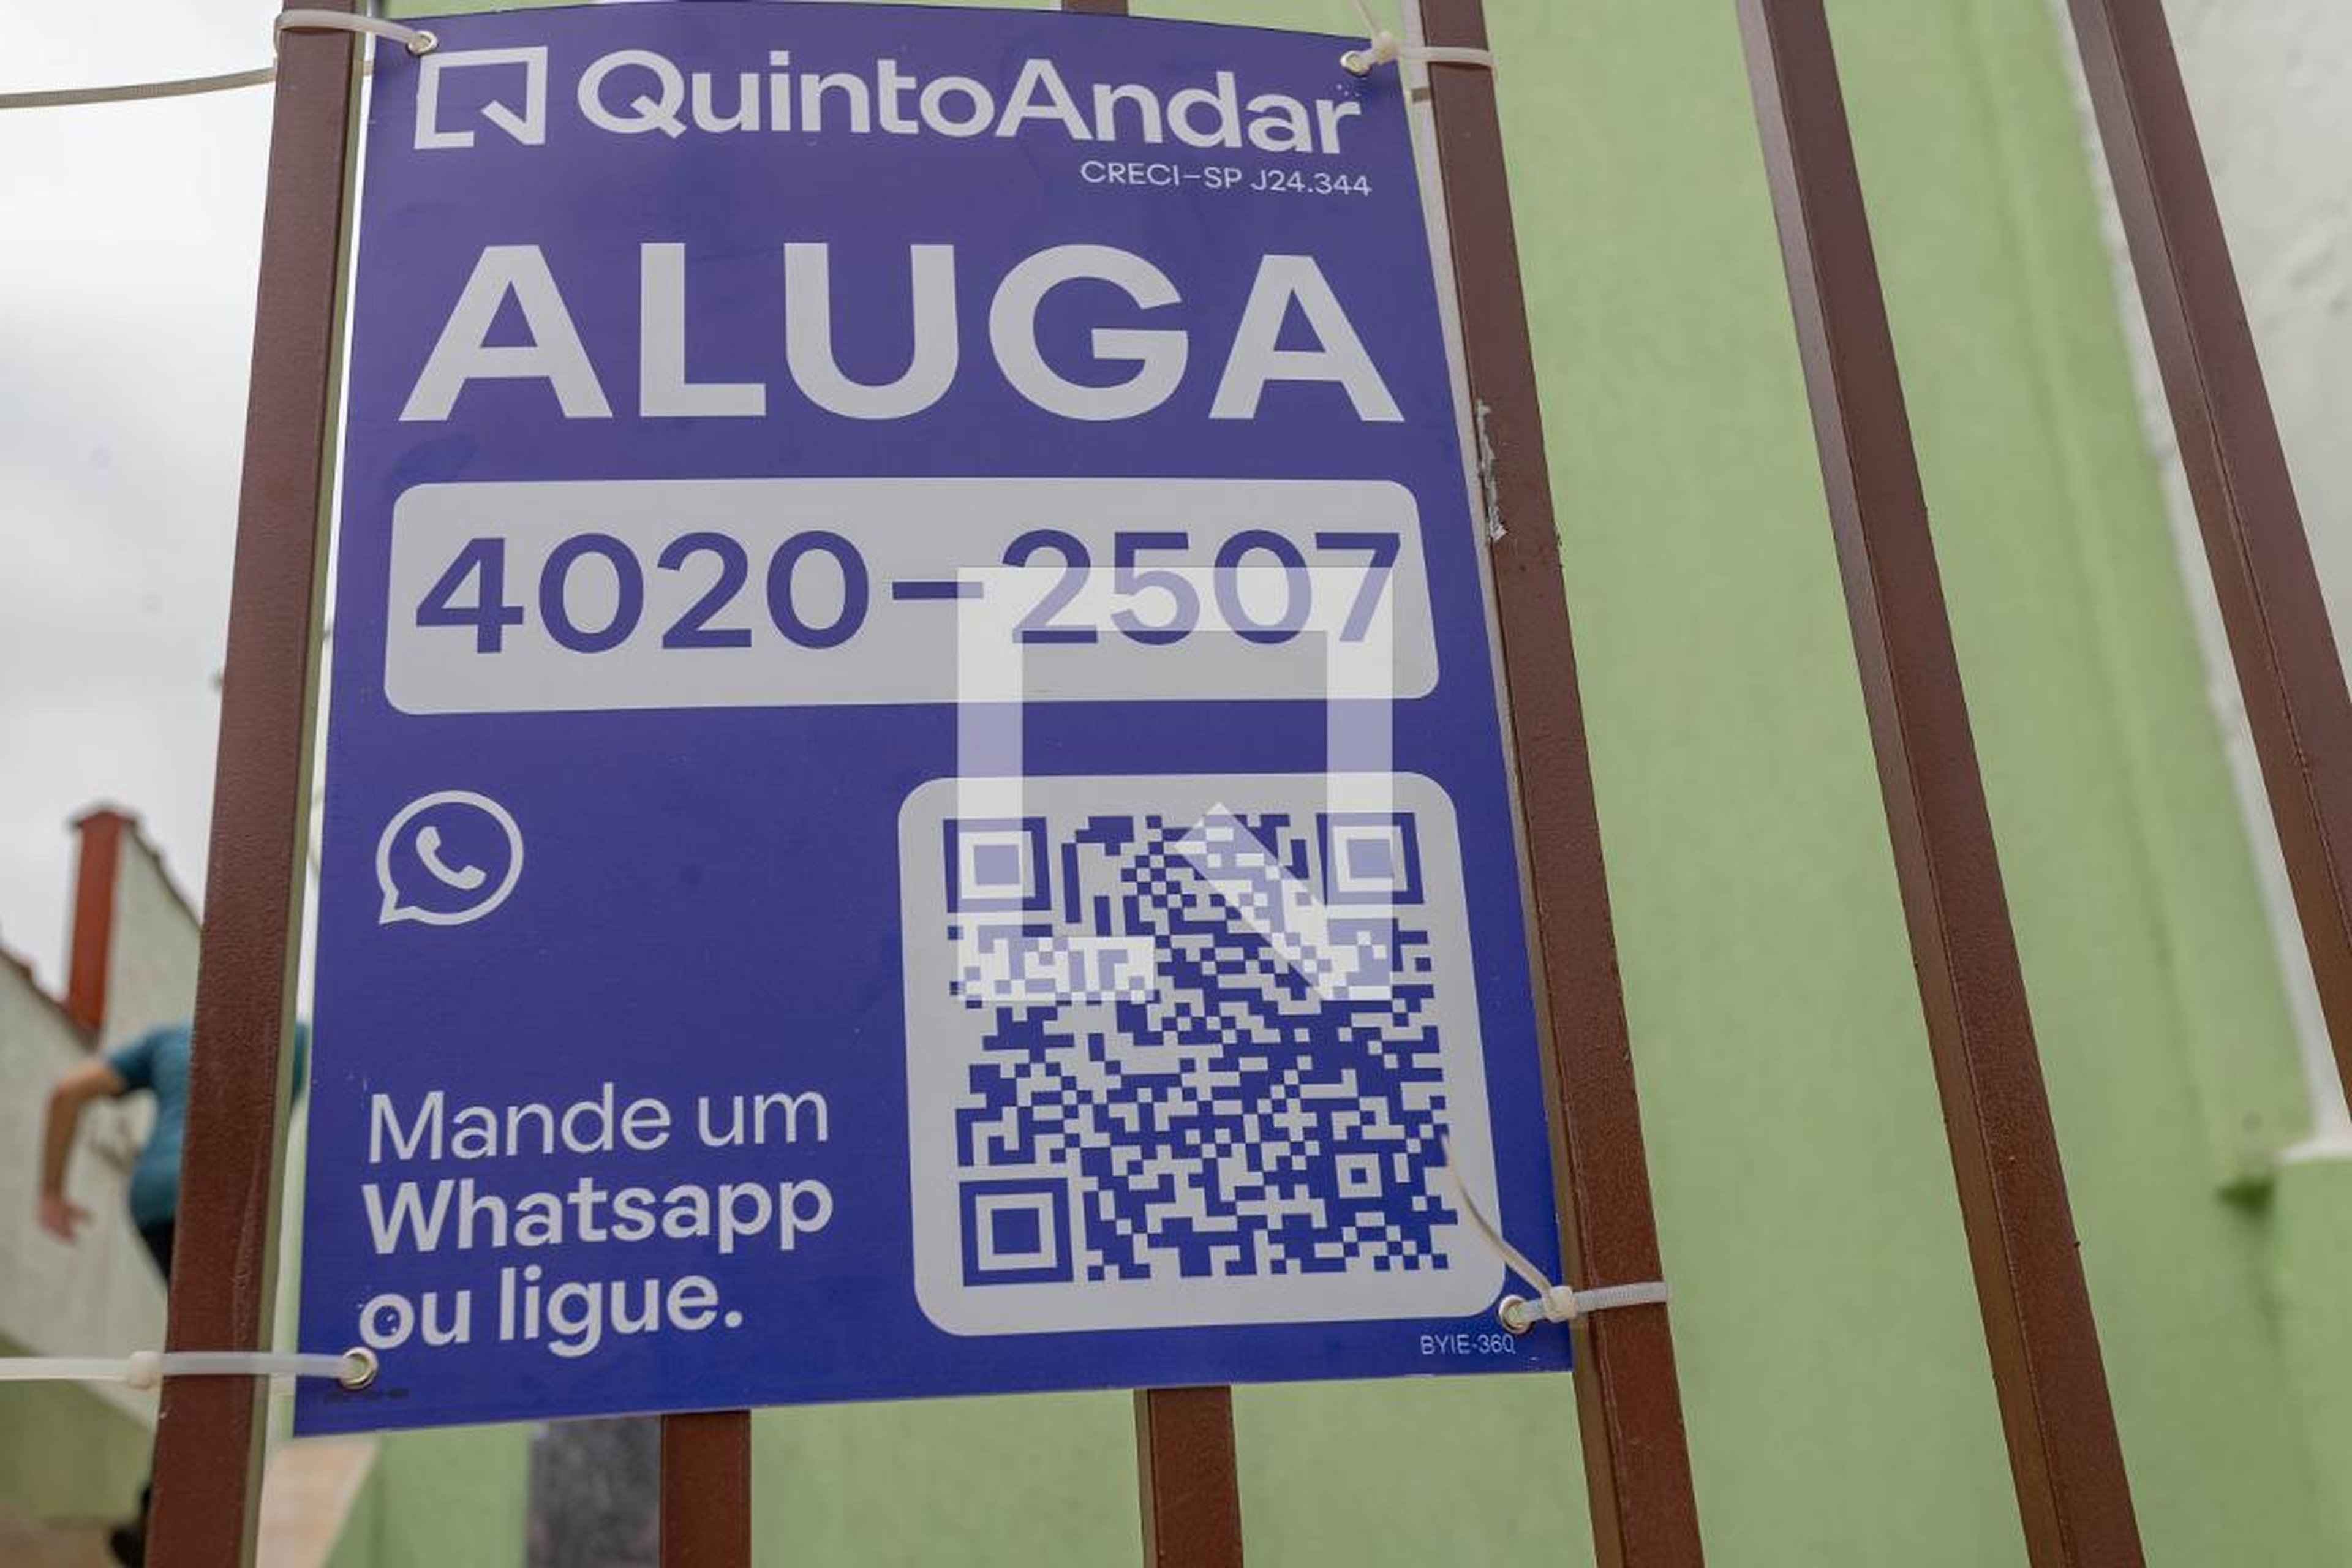 QuintoAndar
CRECI-SP J24.344
ALUGA
4020-2507
Mande um
Whatsapp
ou ligue.
BYIE-360